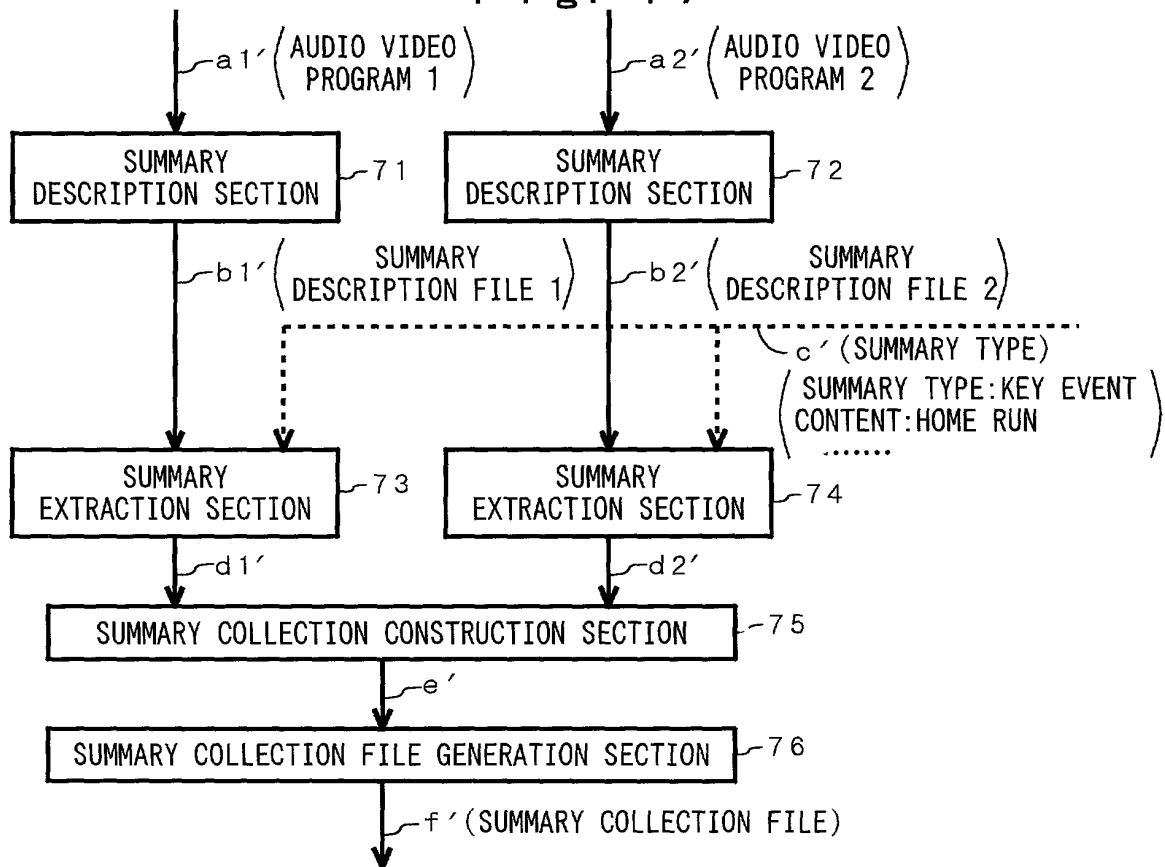 a1′ (AUDIO VIDEO
PROGRAM 1)
a2′ (AUDIO VIDEO
PROGRAM 2)
SUMMARY
DESCRIPTION SECTION
71
SUMMARY
DESCRIPTION SECTION
72
b1′ (SUMMARY
DESCRIPTION FILE 1)
b2′ (SUMMARY
DESCRIPTION FILE 2)
c′ (SUMMARY TYPE)
(SUMMARY TYPE:KEY EVENT
CONTENT:HOME RUN
.......)
SUMMARY
EXTRACTION SECTION
73
SUMMARY
EXTRACTION SECTION
74
d1′
d2′
SUMMARY COLLECTION CONSTRUCTION SECTION
75
e′
SUMMARY COLLECTION FILE GENERATION SECTION
76
f′ (SUMMARY COLLECTION FILE)